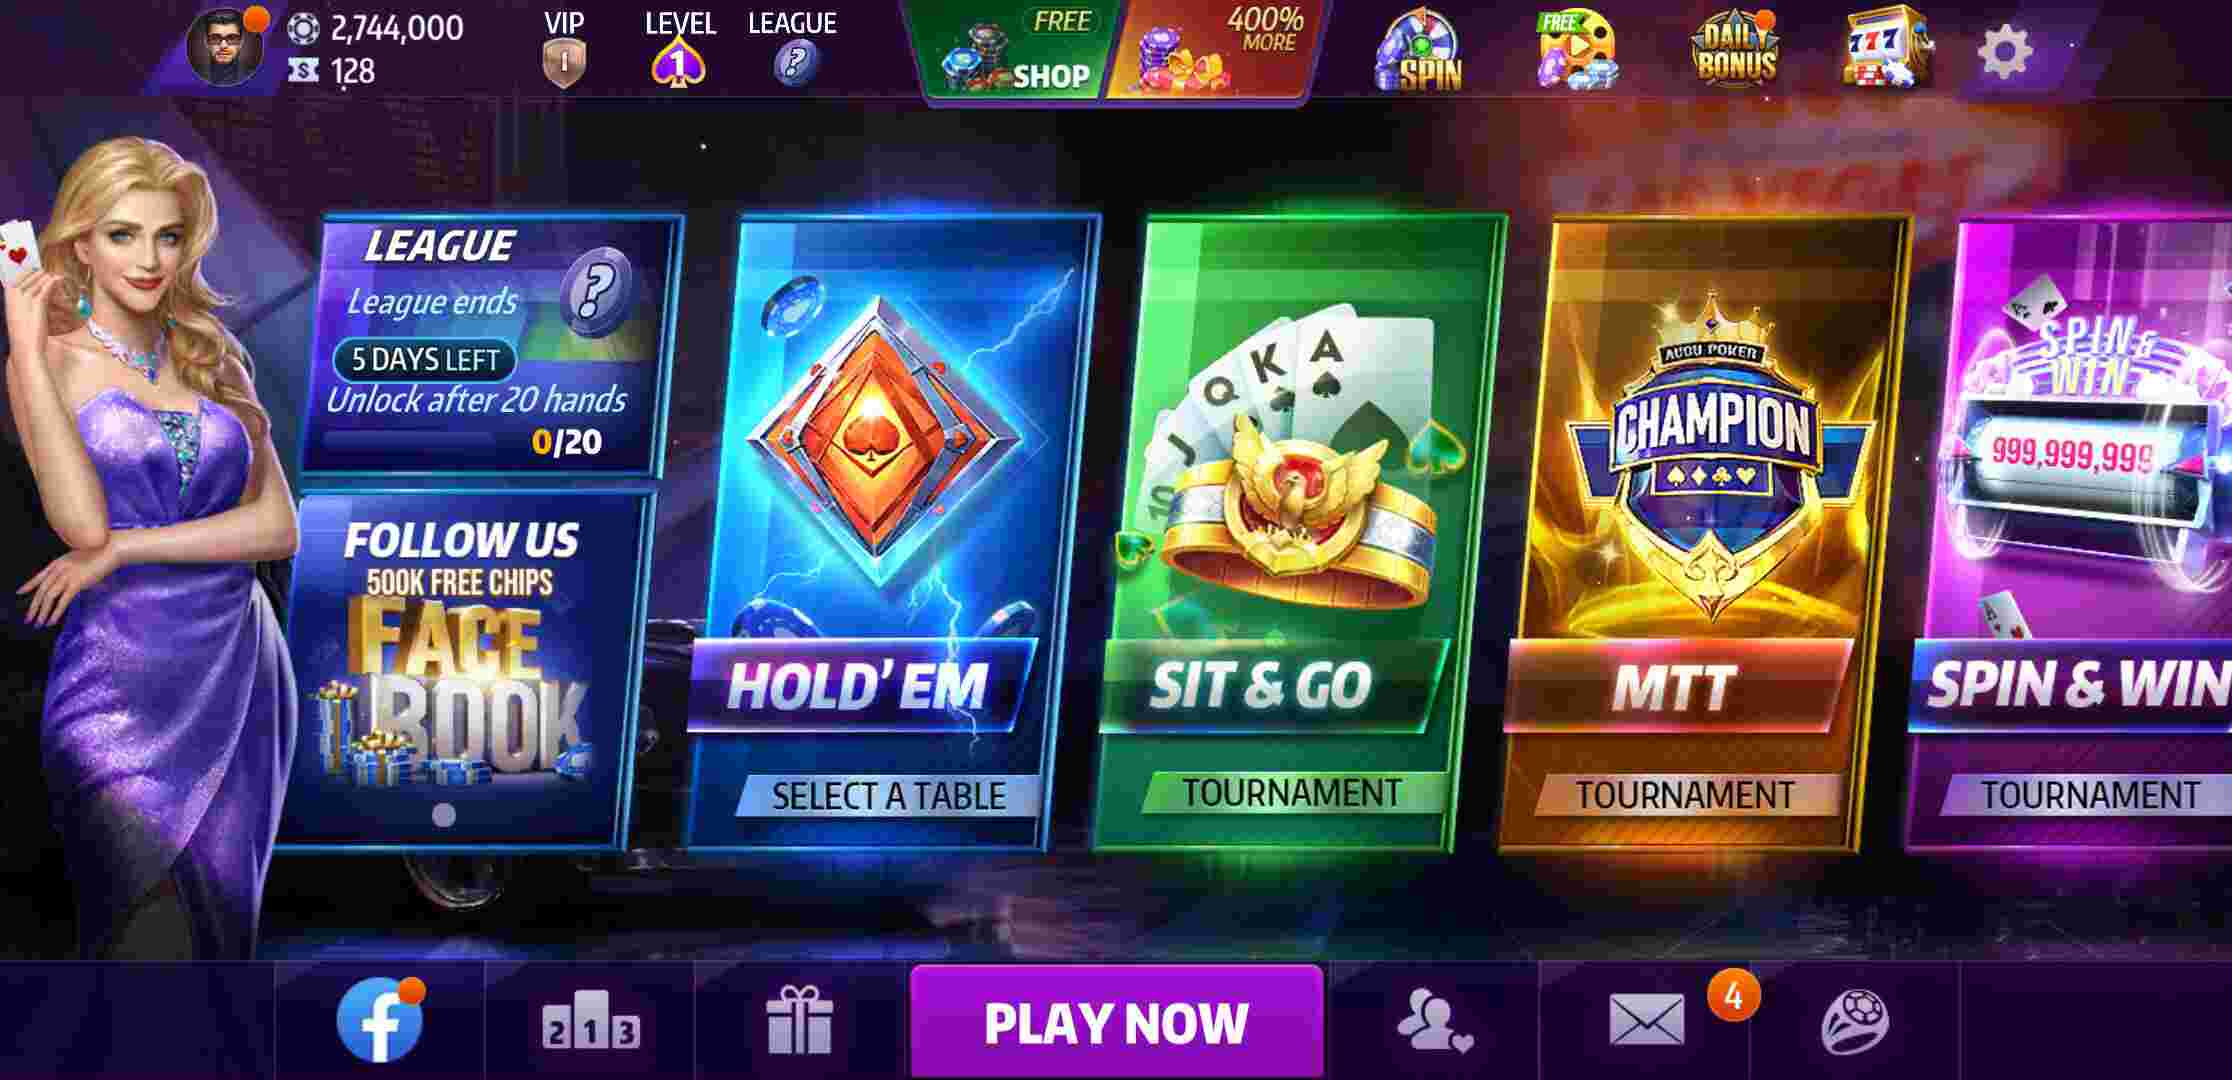 2,744,000
128
VIP
1
LEVEL
1
LEAGUE
?
FREE
SHOP
400%
MORE
SPIN
FREE
DAILY
BONUS
777
LEAGUE
League ends
?
5 DAYS LEFT
Unlock after 20 hands
0/20
FOLLOW US
500K FREE CHIPS
FACE
BOOK
HOLD'EM
SELECT A TABLE
10 J Q K A
SIT & GO
TOURNAMENT
CHAMPION
MTT
TOURNAMENT
SPIN &
WIN
999,999,999
A
SPIN & WIN
TOURNAMENT
2 1 3
PLAY NOW
4